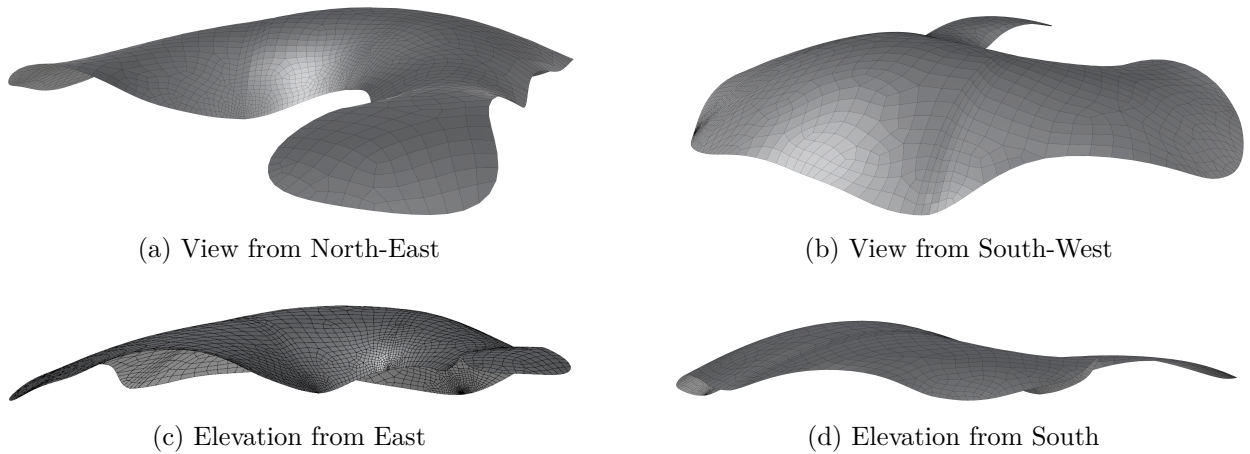 (a) View from North-East
(b) View from South-West
(c) Elevation from East
(d) Elevation from South